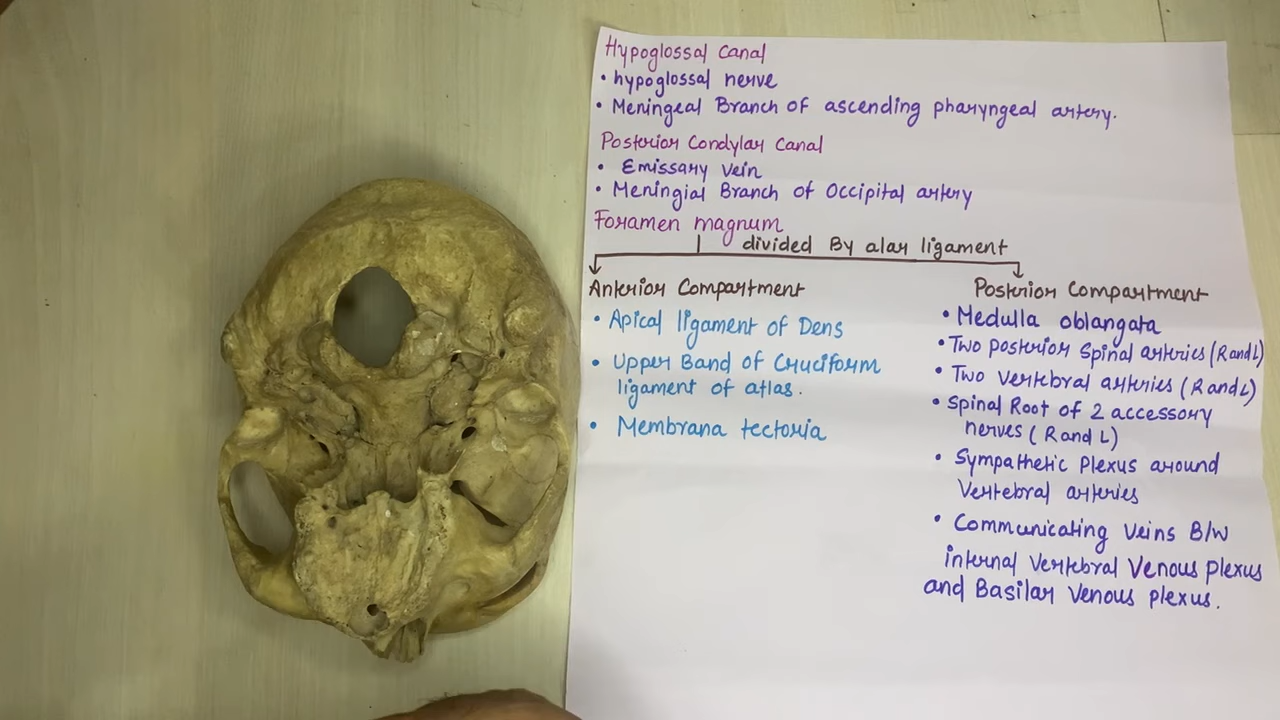 Hypoglossal Canal
• hypoglossal nerve
• Meningeal Branch of ascending pharyngeal artery.
Posterior Condylar Canal
• Emissary vein
• Meningial Branch of Occipital artery
Foramen magnum
divided By alar ligament
Anterior Compartment
• Apical ligament of Dens
• Upper Band of Cruciform
ligament of atlas.
• Membrana tectoria
Posterior Compartment
• Medulla oblangata
• Two posterior Spinal arteries (R and L)
• Two vertebral arteries (R and L)
• Spinal Root of 2 accessory
nerves (R and L)
• Sympathetic Plexus around
Vertebral arteries
• Communicating Veins B/W
internal Vertebral Venous plexus
and Basilar Venous plexus.